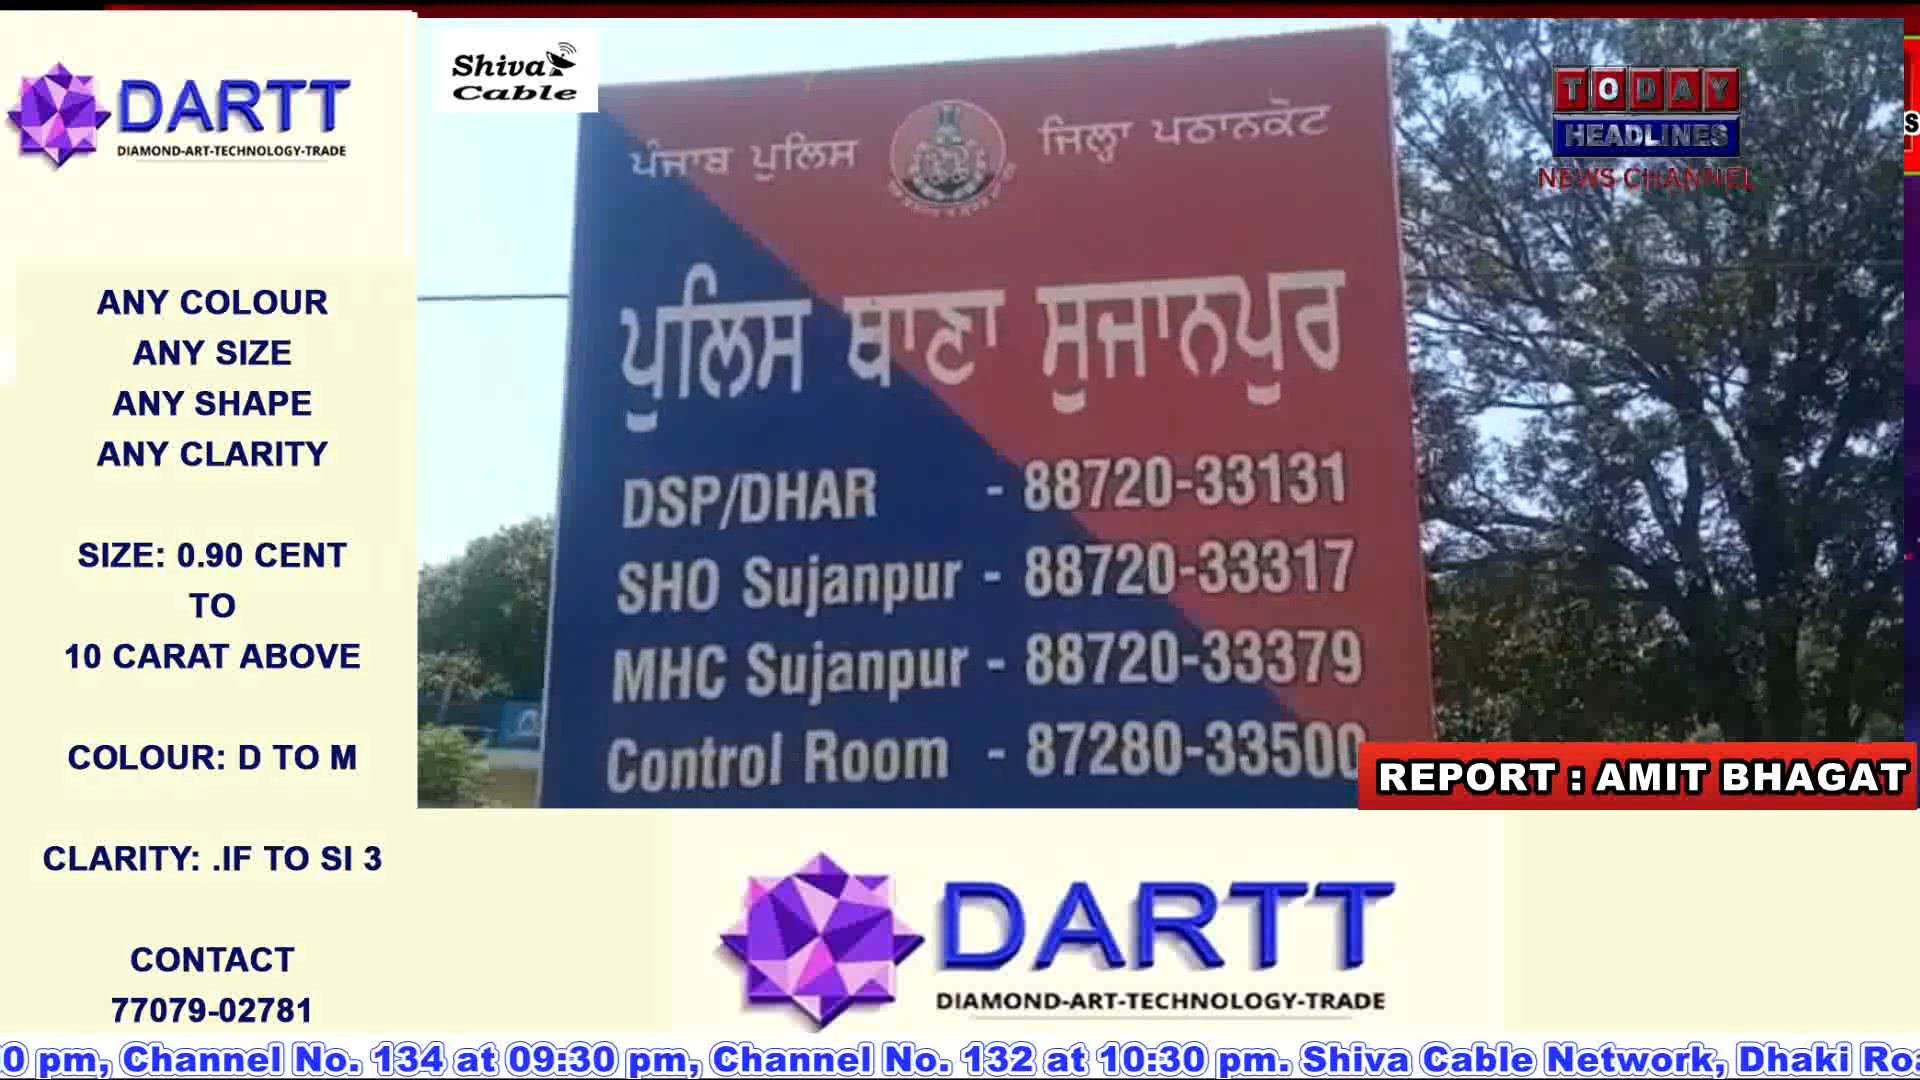 DARTT
DIAMOND-ART-TECHNOLOGY-TRADE
ANY COLOUR
ANY SIZE
ANY SHAPE
ANY CLARITY
SIZE: 0.90 CENT
TO
10 CARAT ABOVE
COLOUR: D TO M
CLARITY: .IF TO SI 3
CONTACT
77079-02781
Shiva
Cable
TODAY
HEADLINES
NEWS CHANNEL
ਪੰਜਾਬ ਪੁਲਿਸ ਜਿਲ੍ਹਾ ਪਠਾਨਕੋਟ
ਪੁਲਿਸ ਥਾਣਾ ਸੁਜਾਨਪੁਰ
DSP/DHAR - 88720-33131
SHO Sujanpur - 88720-33317
MHC Sujanpur - 88720-33379
Control Room - 87280-33500
REPORT : AMIT BHAGAT
DARTT
DIAMOND-ART-TECHNOLOGY-TRADE
0 pm, Channel No. 134 at 09:30 pm, Channel No. 132 at 10:30 pm. Shiva Cable Network, Dhaki Roa